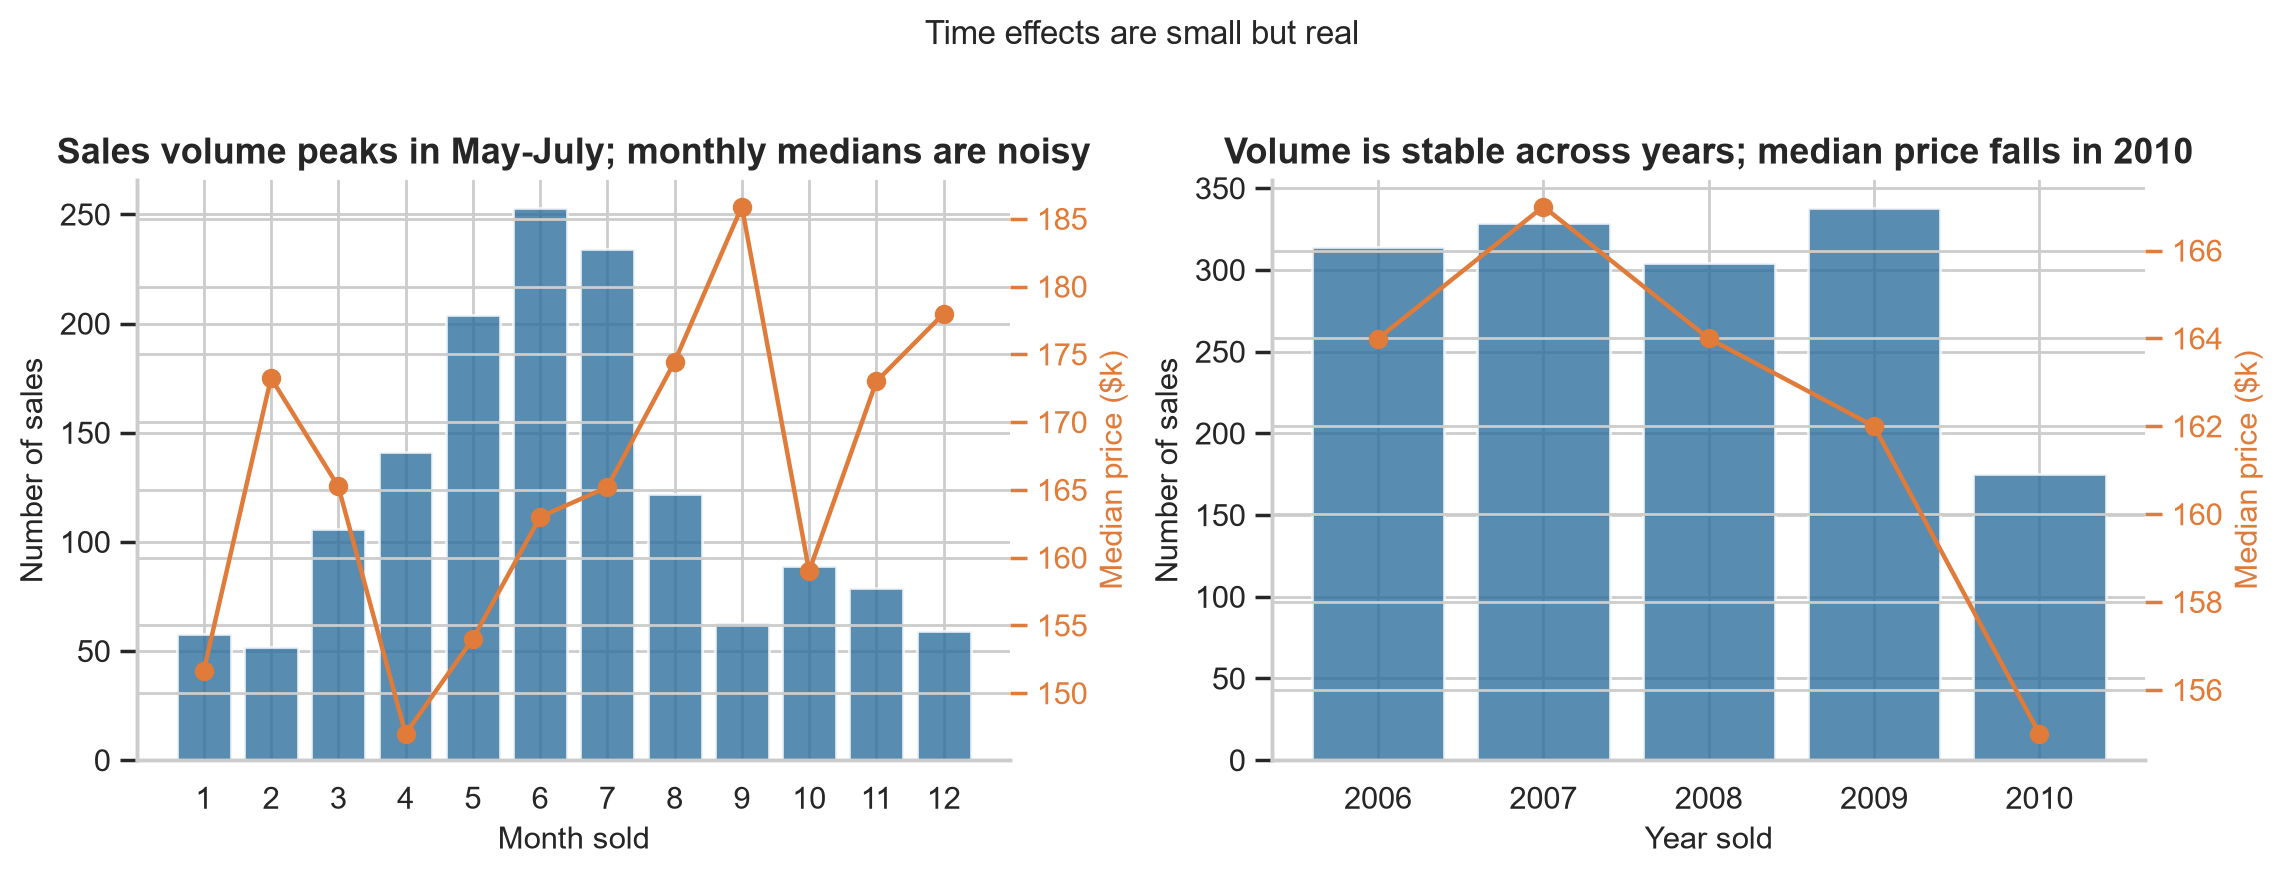 Time effects are small but real
Sales volume peaks in May-July; monthly medians are noisy
250
200
150
100
50
0
Number of sales
185
180
175
170
165
160
155
150
Median price ($k)
1 2 3 4 5 6 7 8 9 10 11 12
Month sold
Volume is stable across years; median price falls in 2010
350
300
250
200
150
100
50
0
Number of sales
166
164
162
160
158
156
Median price ($k)
2006 2007 2008 2009 2010
Year sold